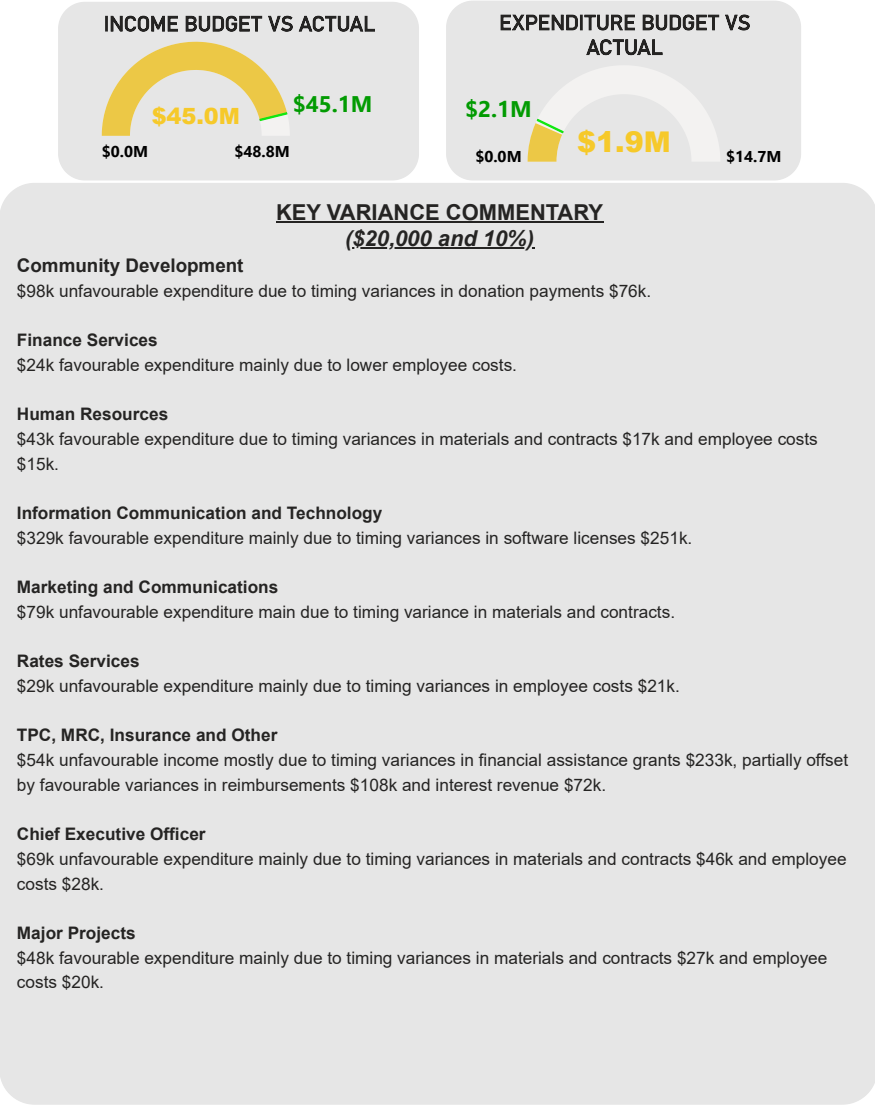 INCOME BUDGET VS ACTUAL
$45.0M
$45.1M
$0.0M
$48.8M
EXPENDITURE BUDGET VS
ACTUAL
$2.1M
$1.9M
$0.0M
$14.7M
KEY VARIANCE COMMENTARY
($20,000 and 10%)
Community Development
$98k unfavourable expenditure due to timing variances in donation payments $76k.
Finance Services
$24k favourable expenditure mainly due to lower employee costs.
Human Resources
$43k favourable expenditure due to timing variances in materials and contracts $17k and employee costs
$15k.
Information Communication and Technology
$329k favourable expenditure mainly due to timing variances in software licenses $251k.
Marketing and Communications
$79k unfavourable expenditure main due to timing variance in materials and contracts.
Rates Services
$29k unfavourable expenditure mainly due to timing variances in employee costs $21k.
TPC, MRC, Insurance and Other
$54k unfavourable income mostly due to timing variances in financial assistance grants $233k, partially offset
by favourable variances in reimbursements $108k and interest revenue $72k.
Chief Executive Officer
$69k unfavourable expenditure mainly due to timing variances in materials and contracts $46k and employee
costs $28k.
Major Projects
$48k favourable expenditure mainly due to timing variances in materials and contracts $27k and employee
costs $20k.